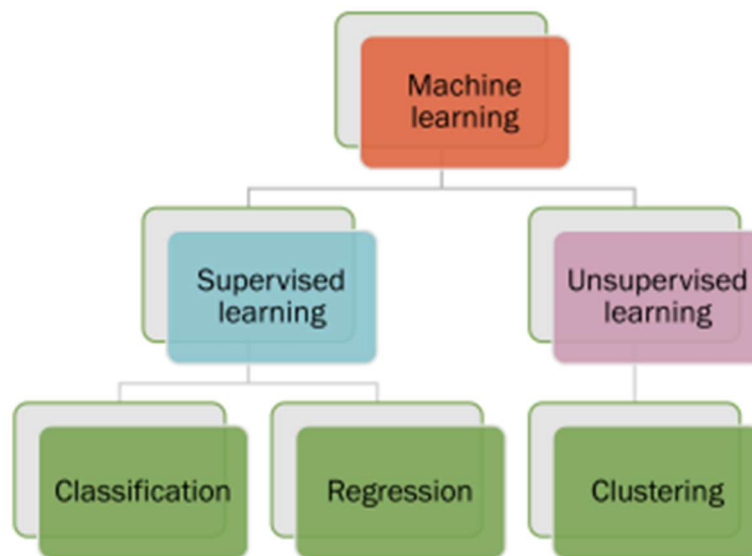 Machine
learning
Supervised
learning
Unsupervised
learning
Classification
Regression
Clustering